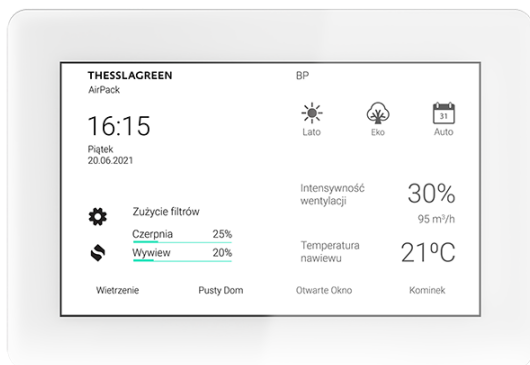 THESSLAGREEN
AirPack
BP
16:15
Piątek
20.06.2021
Lato
Eko
31
Auto
Intensywność
wentylacji
30%
95 m³/h
Zużycie filtrów
Czerpnia 25%
Wywiew 20%
Temperatura
nawiewu
21°C
Wietrzenie
Pusty Dom
Otwarte Okno
Kominek